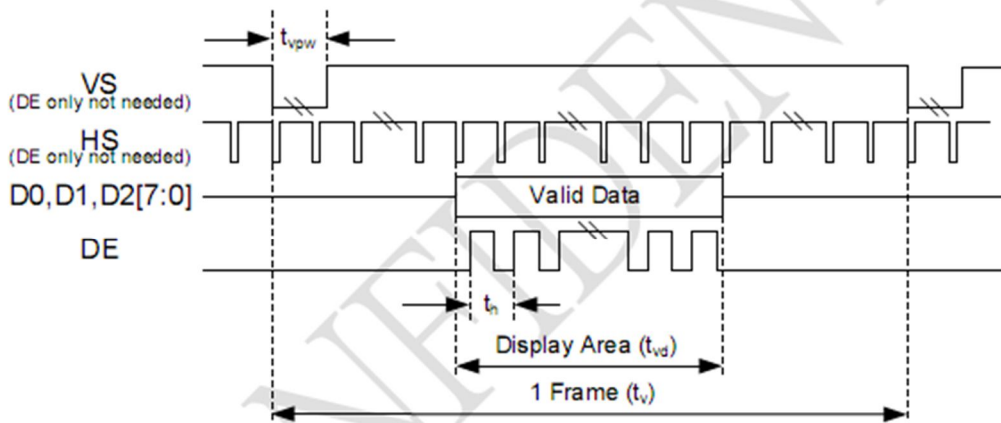 tvpw
VS
(DE only not needed)
HS
(DE only not needed)
D0,D1,D2[7:0]
Valid Data
DE
th
Display Area (tvd)
1 Frame (tv)